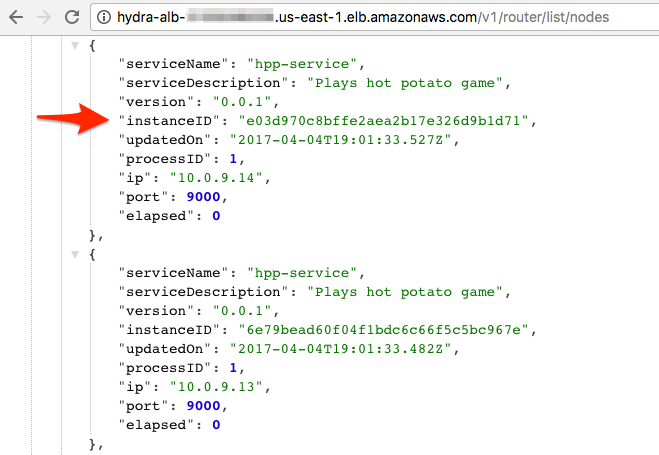 hydra-alb- .us-east-1.elb.amazonaws.com/v1/router/list/nodes
{
"serviceName": "hpp-service",
"serviceDescription": "Plays hot potato game",
"version": "0.0.1",
"instanceID": "e03d970c8bffe2aea2b17e326d9b1d71",
"updatedOn": "2017-04-04T19:01:33.527Z",
"processID": 1,
"ip": "10.0.9.14",
"port": 9000,
"elapsed": 0
},
{
"serviceName": "hpp-service",
"serviceDescription": "Plays hot potato game",
"version": "0.0.1",
"instanceID": "6e79bead60f04f1bdc6c66f5c5bc967e",
"updatedOn": "2017-04-04T19:01:33.482Z",
"processID": 1,
"ip": "10.0.9.13",
"port": 9000,
"elapsed": 0
},